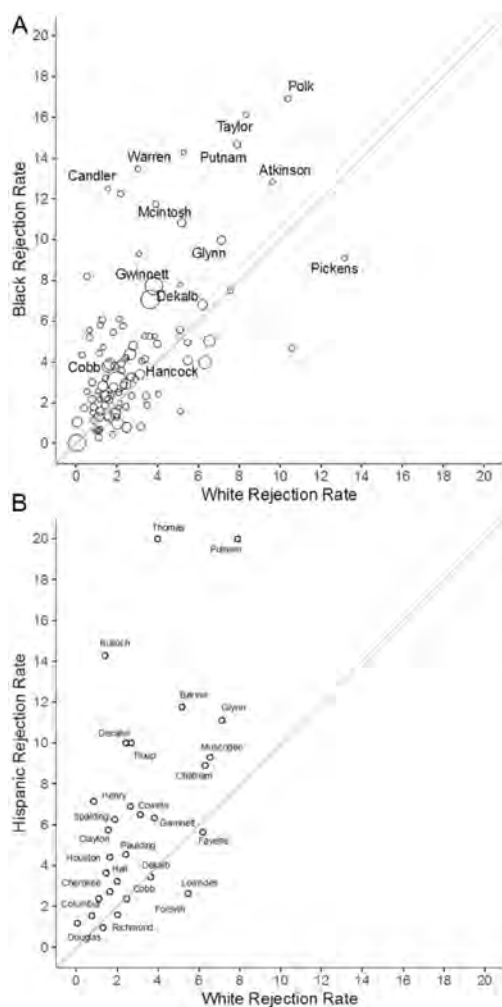 A
20
18
Polk
16
Taylor
14
Putnam
Warren
Atkinson
Candler
12
Mcintosh
10
Glynn
Pickens
8
Gwinnett
Dekalb
6
4
Cobb
Hancock
2
0
Black Rejection Rate
0 2 4 6 8 10 12 14 16 18 20
White Rejection Rate
B
20
Thomas
Putnam
18
16
14
Bulloch
12
Barrow
Glynn
10
Decatur
Troup
Muscogee
Chatham
8
Henry
Coweta
6
Spalding
Gwinnett
Clayton
Fayette
Paulding
4
Houston
Hall
Dekalb
Cherokee
Cobb
Lowndes
2
Columbia
Forsyth
Douglas
Richmond
0
Hispanic Rejection Rate
0 2 4 6 8 10 12 14 16 18 20
White Rejection Rate